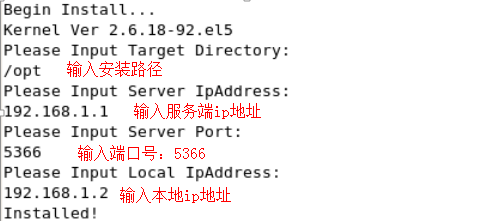 Begin Install...
Kernel Ver 2.6.18-92.el5
Please Input Target Directory:
/opt 输入安装路径
Please Input Server IpAddress:
192.168.1.1 输入服务端ip地址
Please Input Server Port:
5366 输入端口号：5366
Please Input Local IpAddress:
192.168.1.2 输入本地ip地址
Installed!